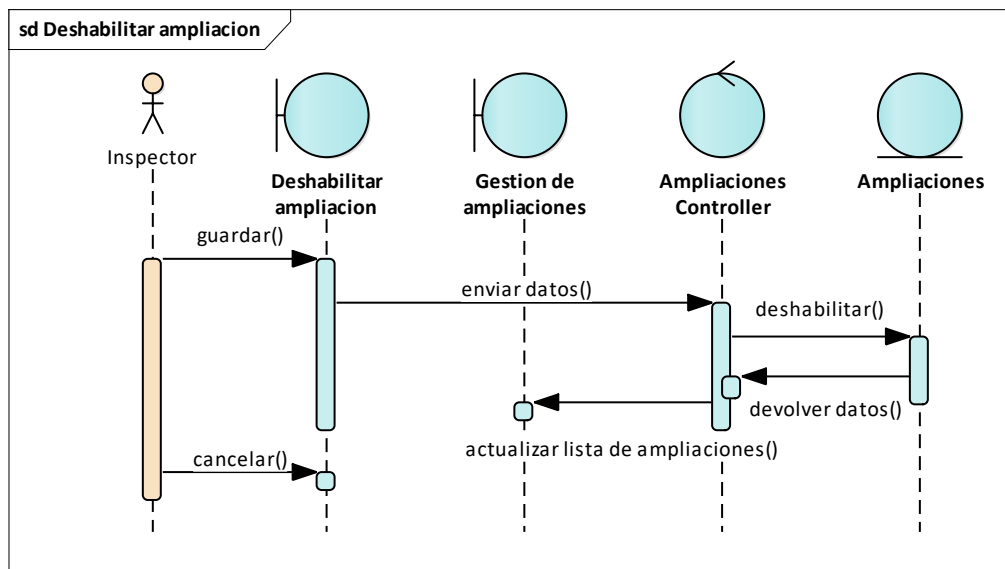 sd Deshabilitar ampliacion
Inspector
Deshabilitar
ampliacion
Gestion de
ampliaciones
Ampliaciones
Controller
Ampliaciones
guardar()
enviar datos()
deshabilitar()
devolver datos()
actualizar lista de ampliaciones()
cancelar()